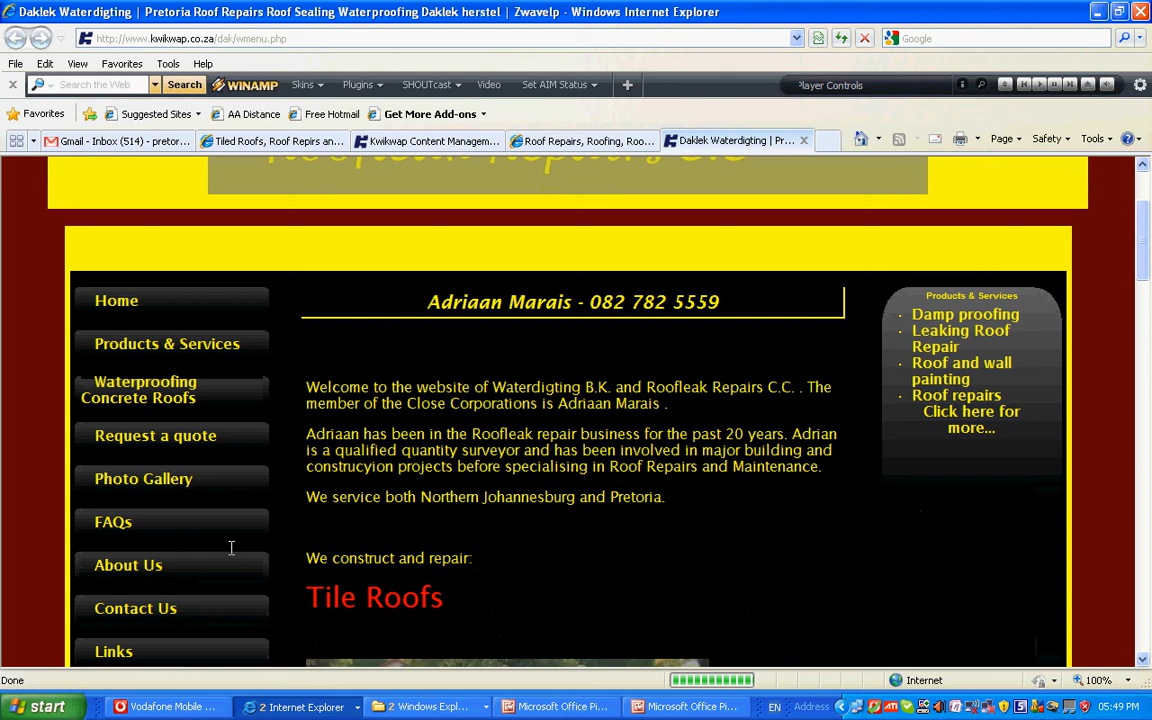 Daklek Waterdigting | Pretoria Roof Repairs Roof Sealing Waterproofing Daklek herstel | Zwavelp - Windows Internet Explorer
http://www.kwikwap.co.za/dak/wmenu.php
Google
File Edit View Favorites Tools Help
Search the Web Search WINAMP Skins Plugins SHOUTcast Video Set AIM Status Player Controls
Favorites Suggested Sites AA Distance Free Hotmail Get More Add-ons
Gmail - Inbox (514) - pretor... Tiled Roofs, Roof Repirs an... Kwikwap Content Managem... Roof Repairs, Roofing, Roo... Daklek Waterdigting | Pr... Page Safety Tools
Home
Products & Services
Waterproofing
Concrete Roofs
Request a quote
Photo Gallery
FAQs
About Us
Contact Us
Links
Adriaan Marais - 082 782 5559
Welcome to the website of Waterdigting B.K. and Roofleak Repairs C.C. . The
member of the Close Corporations is Adriaan Marais .
Adriaan has been in the Roofleak repair business for the past 20 years. Adrian
is a qualified quantity surveyor and has been involved in major building and
construcyion projects before specialising in Roof Repairs and Maintenance.
We service both Northern Johannesburg and Pretoria.
We construct and repair:
Tile Roofs
Products & Services
· Damp proofing
· Leaking Roof
Repair
· Roof and wall
painting
· Roof repairs
Click here for
more...
Done Internet 100%
start Vodafone Mobile ... 2 Internet Explorer 2 Windows Expl... Microsoft Office Pi... Microsoft Office Pi... EN Address 05:49 PM